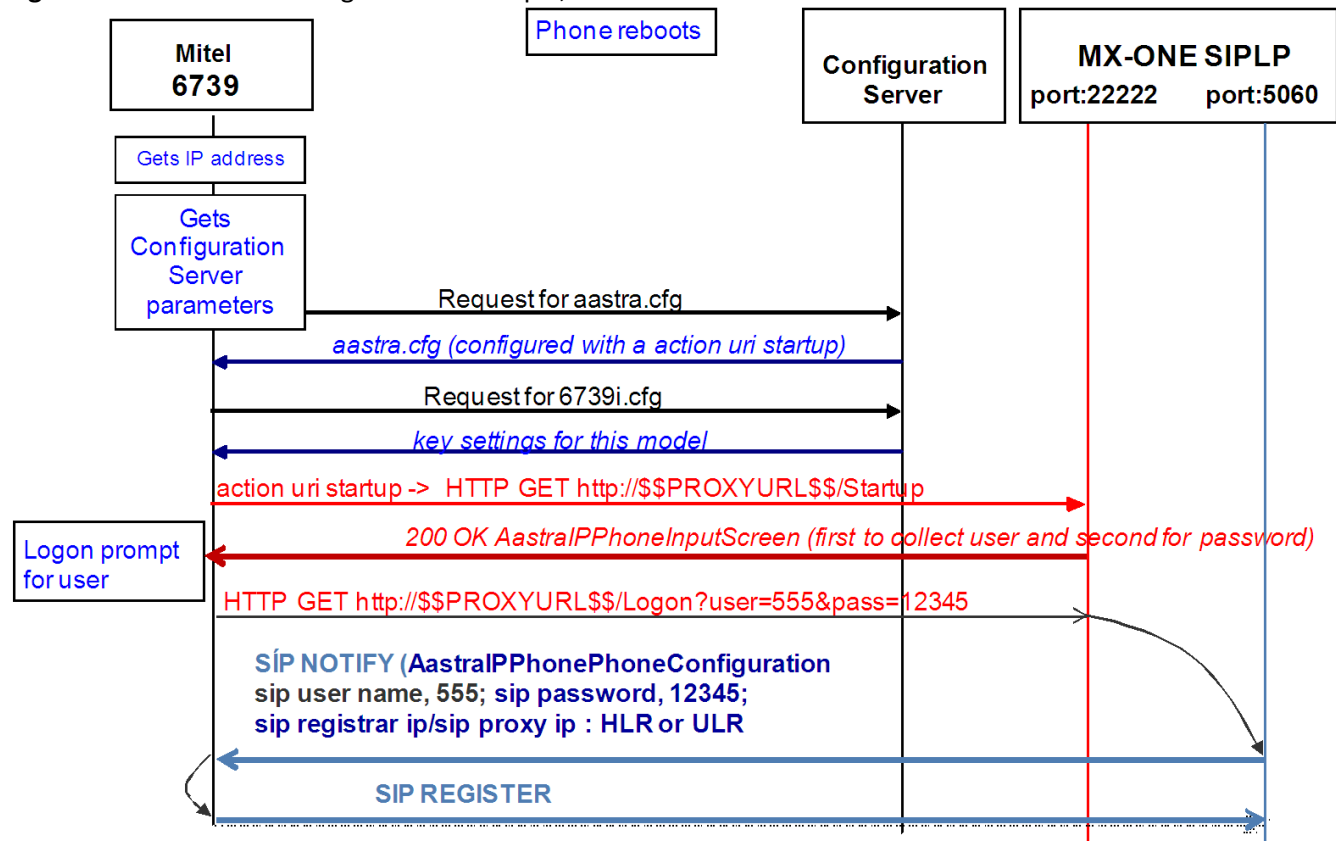 Phone reboots
Mitel
6739
Configuration
Server
MX-ONE SIPLP
port:22222 port:5060
Gets IP address
Gets
Configuration
Server
parameters
Request for aastra.cfg
aastra.cfg (configured with a action uri startup)
Request for 6739i.cfg
key settings for this model
action uri startup -> HTTP GET http://$$PROXYURL$$/Startup
200 OK AastraIPPhoneInputScreen (first to collect user and second for password)
Logon prompt
for user
HTTP GET http://$$PROXYURL$$/Logon?user=555&pass=12345
SÍP NOTIFY (AastraIPPhonePhoneConfiguration
sip user name, 555; sip password, 12345;
sip registrar ip/sip proxy ip : HLR or ULR
SIP REGISTER